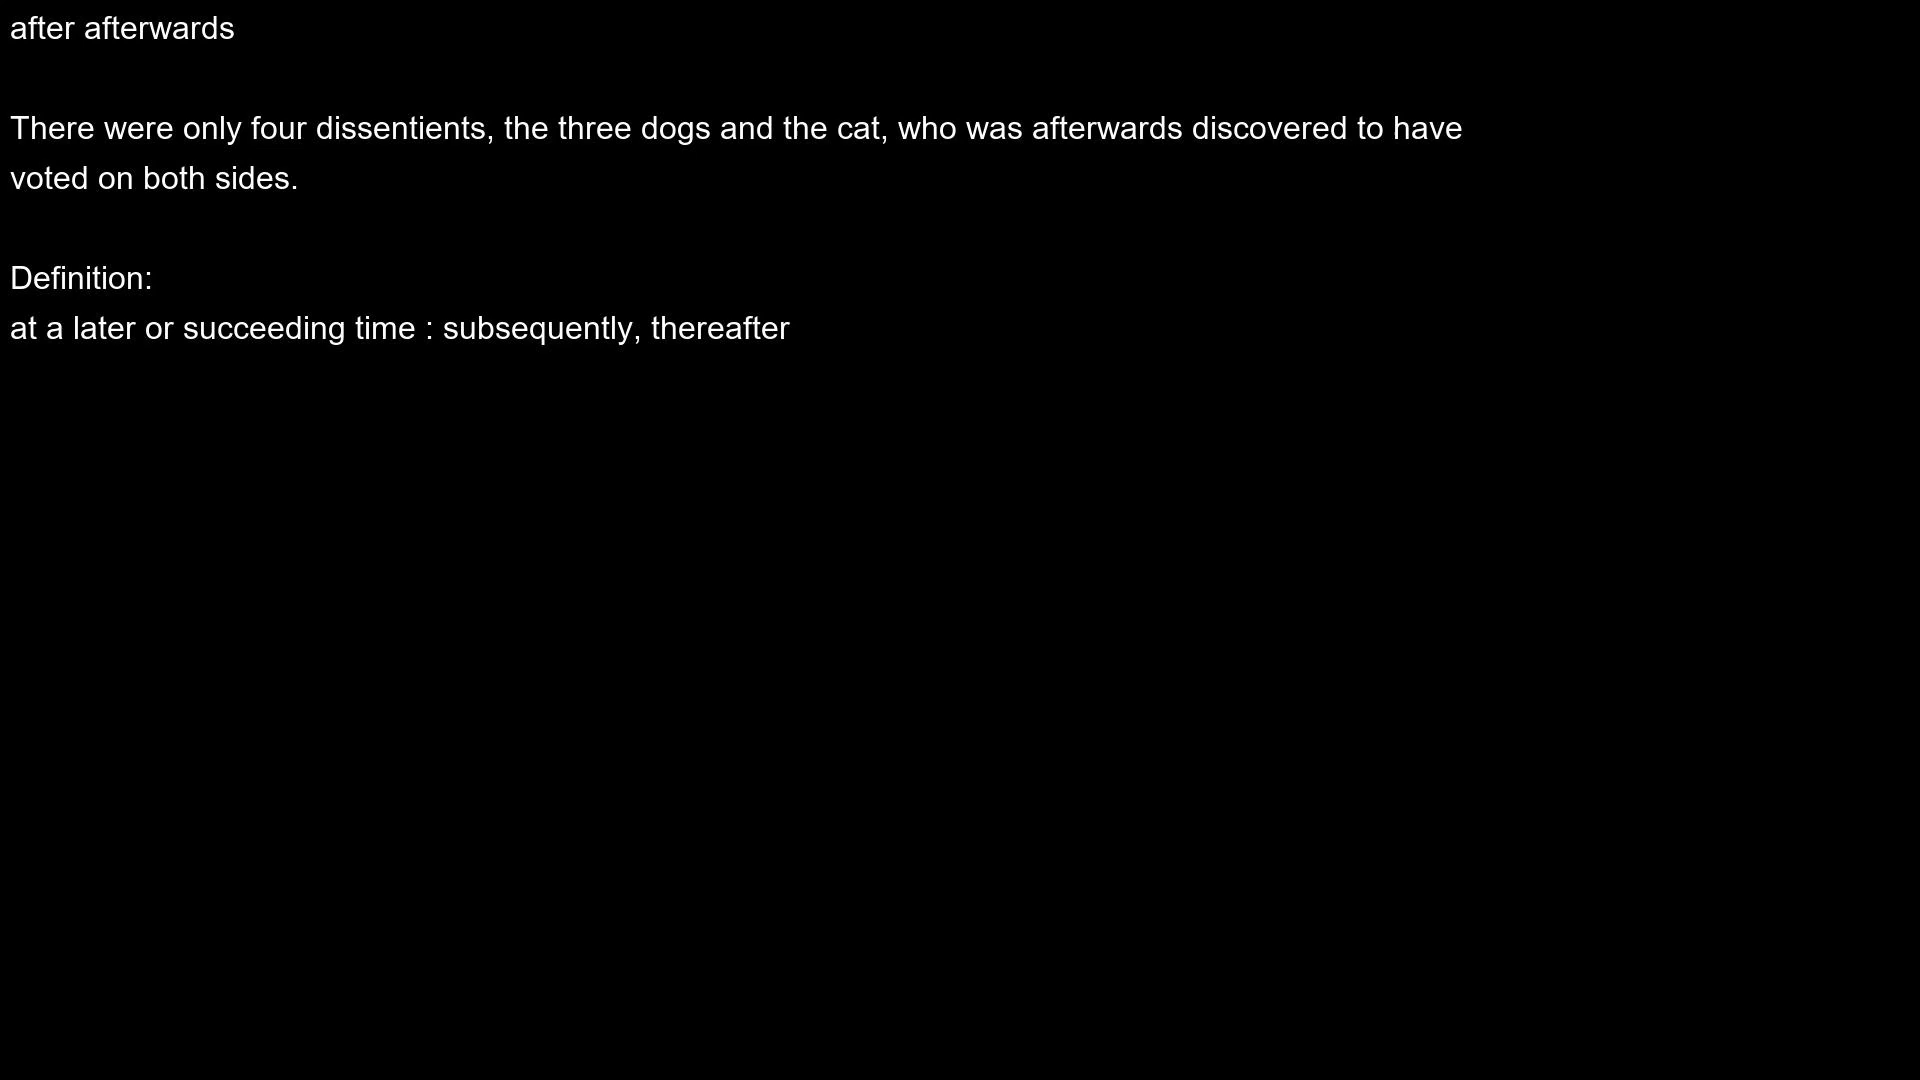 after afterwards
There were only four dissentients, the three dogs and the cat, who was afterwards discovered to have
voted on both sides.
Definition:
at a later or succeeding time : subsequently, thereafter